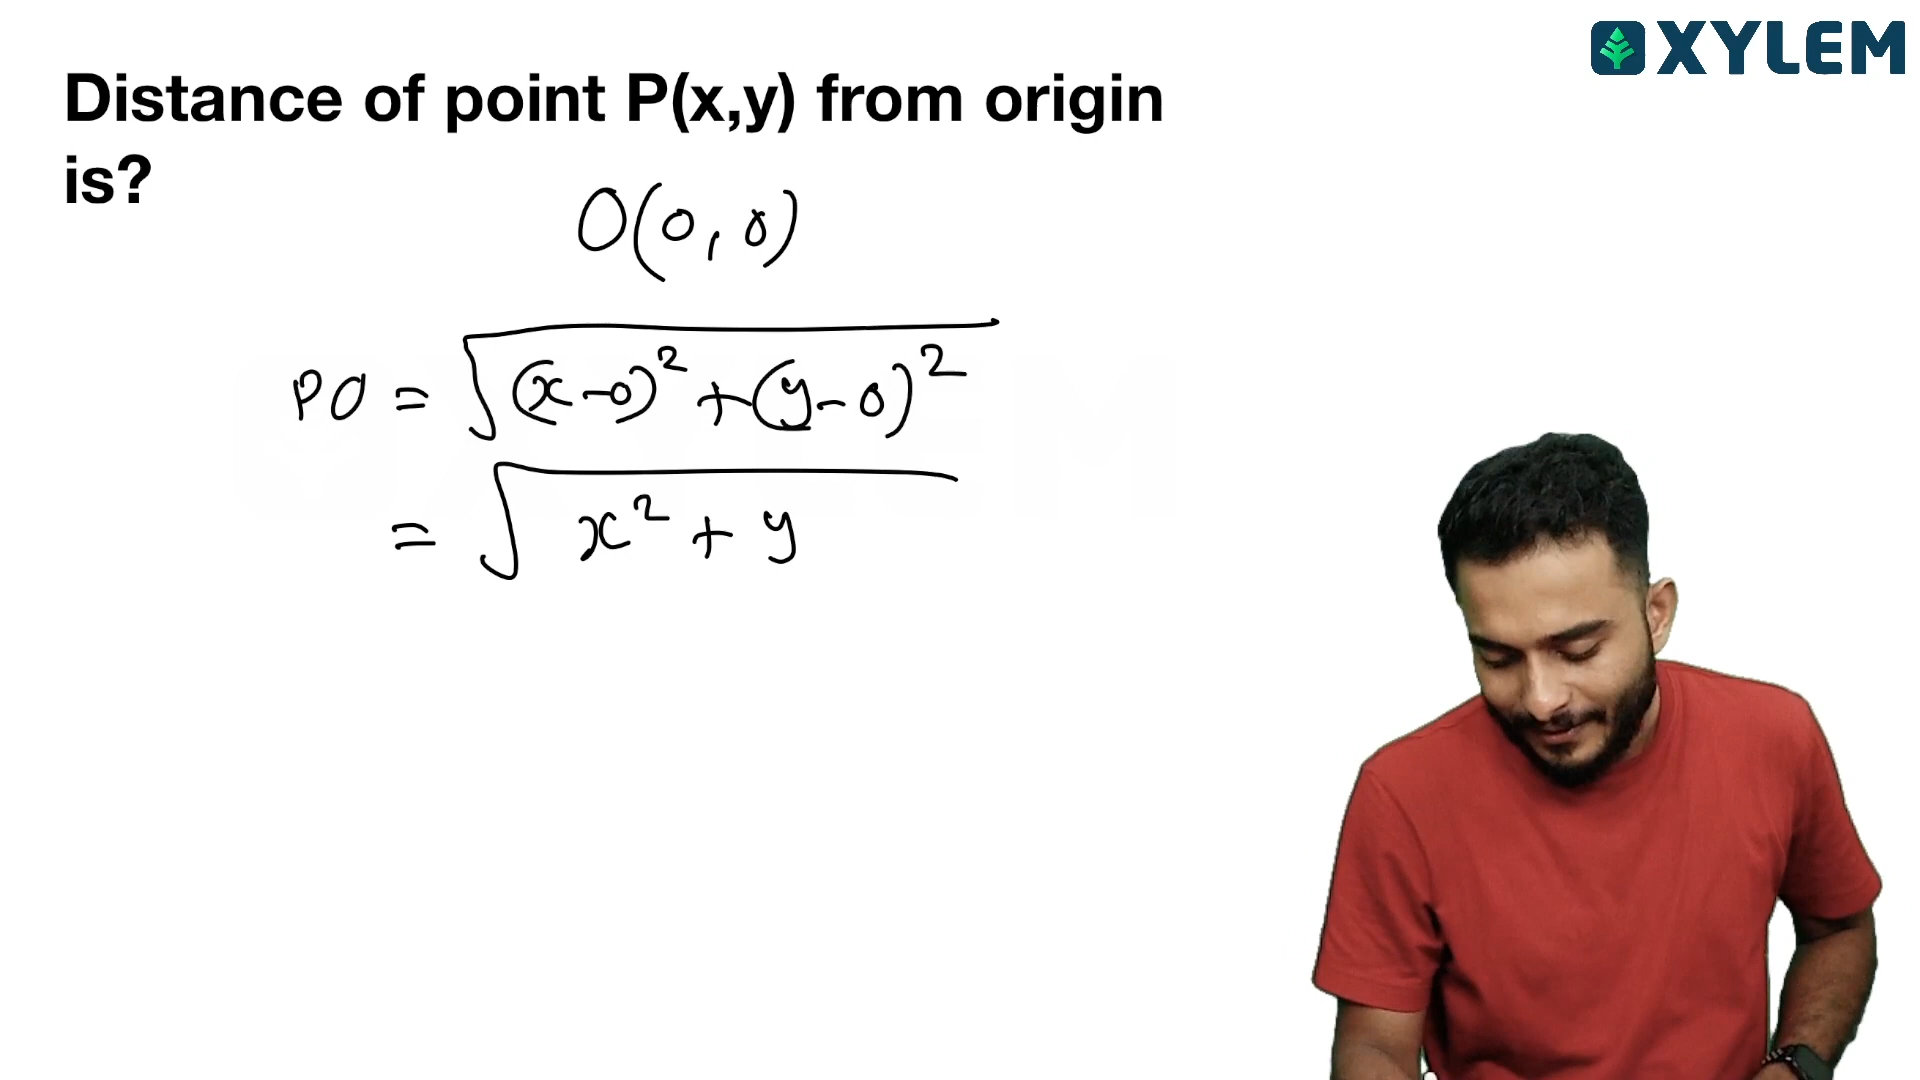 XYLEM
Distance of point P(x,y) from origin
is?
O(0,0)
PO = √(x-0)² + (y-0)²
= √x² + y